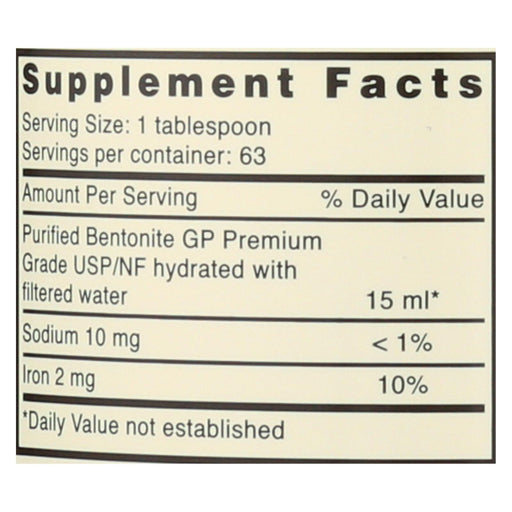 Supplement Facts
Serving Size: 1 tablespoon
Servings per container: 63
Amount Per Serving % Daily Value
Purified Bentonite GP Premium
Grade USP/NF hydrated with
filtered water 15 ml*
Sodium 10 mg < 1%
Iron 2 mg 10%
*Daily Value not established